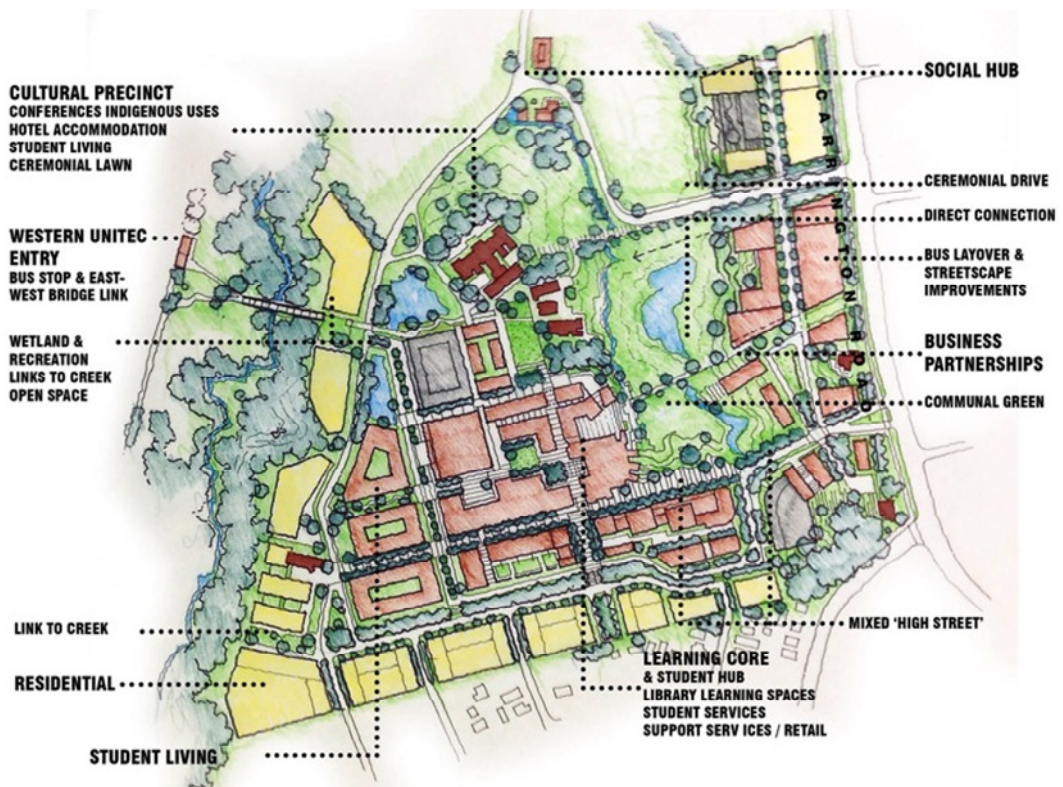 CULTURAL PRECINCT
CONFERENCES INDIGENOUS USES
HOTEL ACCOMMODATION
STUDENT LIVING
CEREMONIAL LAWN
WESTERN UNITEC
ENTRY
BUS STOP & EAST-
WEST BRIDGE LINK
WETLAND &
RECREATION
LINKS TO CREEK
OPEN SPACE
LINK TO CREEK
RESIDENTIAL
STUDENT LIVING
SOCIAL HUB
CEREMONIAL DRIVE
DIRECT CONNECTION
BUS LAYOVER &
STREETSCAPE
IMPROVEMENTS
BUSINESS
PARTNERSHIPS
COMMUNAL GREEN
MIXED 'HIGH STREET'
LEARNING CORE
& STUDENT HUB
LIBRARY LEARNING SPACES
STUDENT SERVICES
SUPPORT SERV ICES / RETAIL
CARRINGTON ROAD